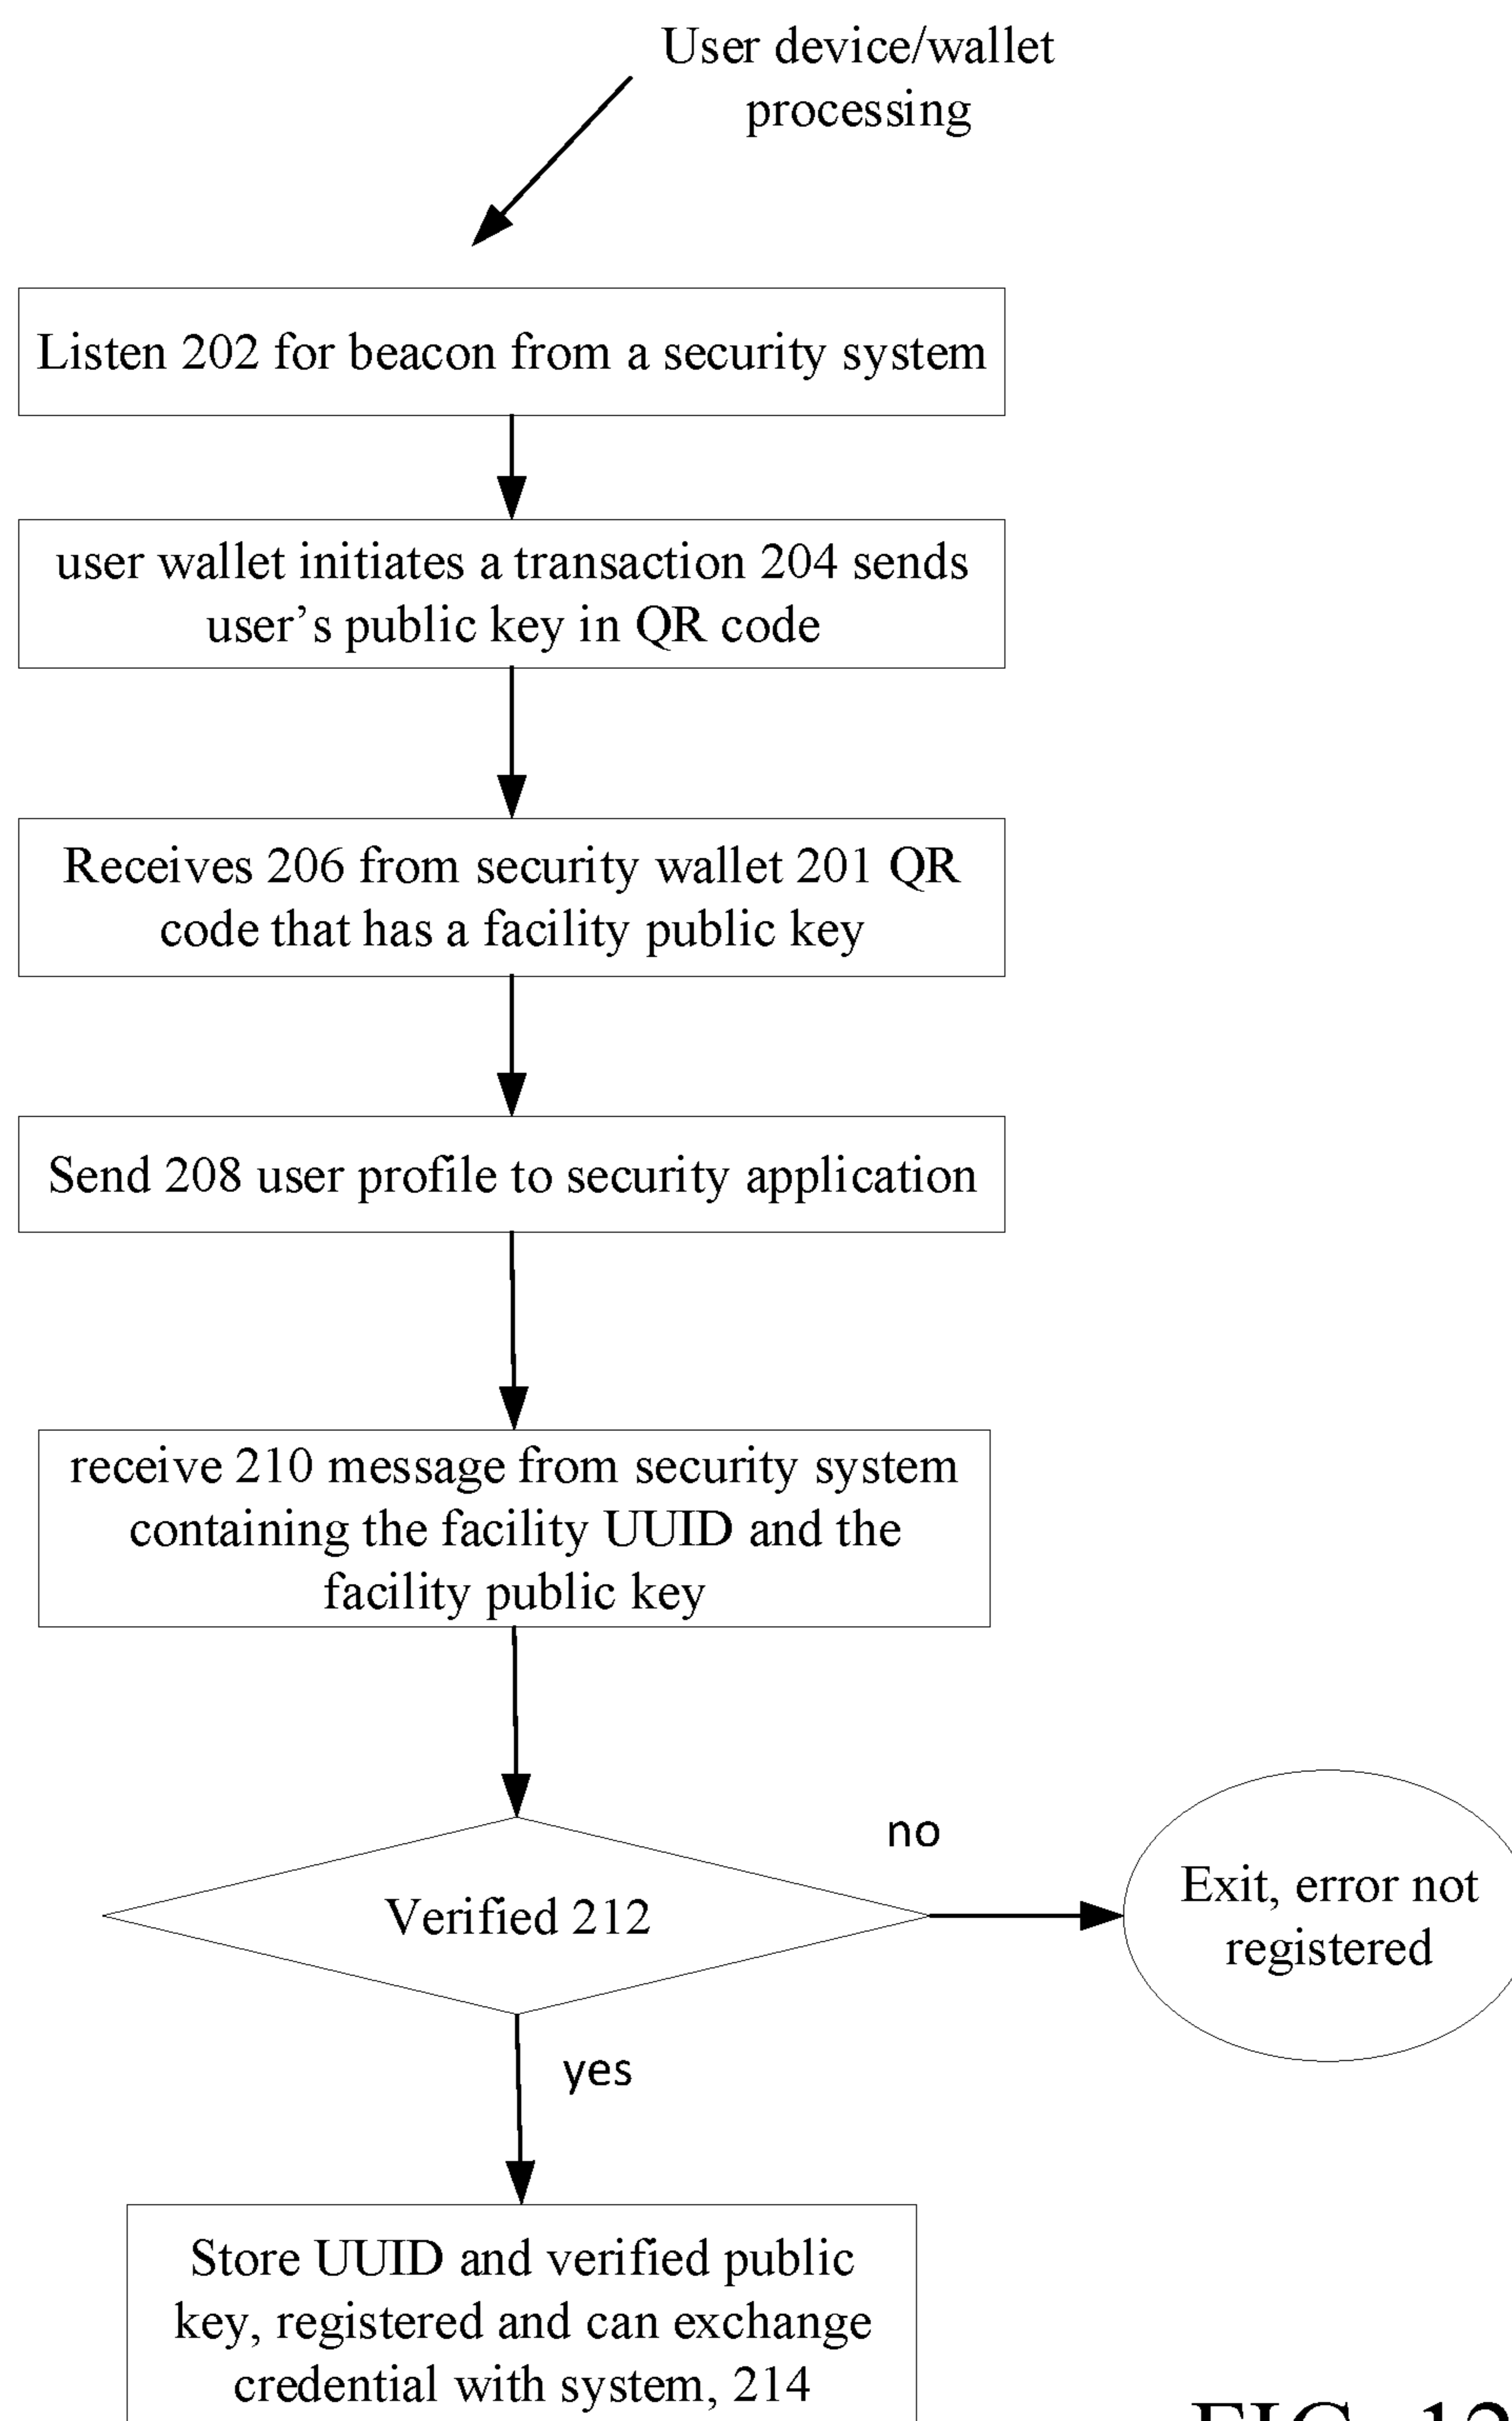 User device/wallet
processing
Listen 202 for beacon from a security system
user wallet initiates a transaction 204 sends
user’s public key in QR code
Receives 206 from security wallet 201 QR
code that has a facility public key
Send 208 user profile to security application
receive 210 message from security system
containing the facility UUID and the
facility public key
no
Verified 212
Exit, error not
registered
yes
Store UUID and verified public
key, registered and can exchange
credential with system, 214
FIG. 12